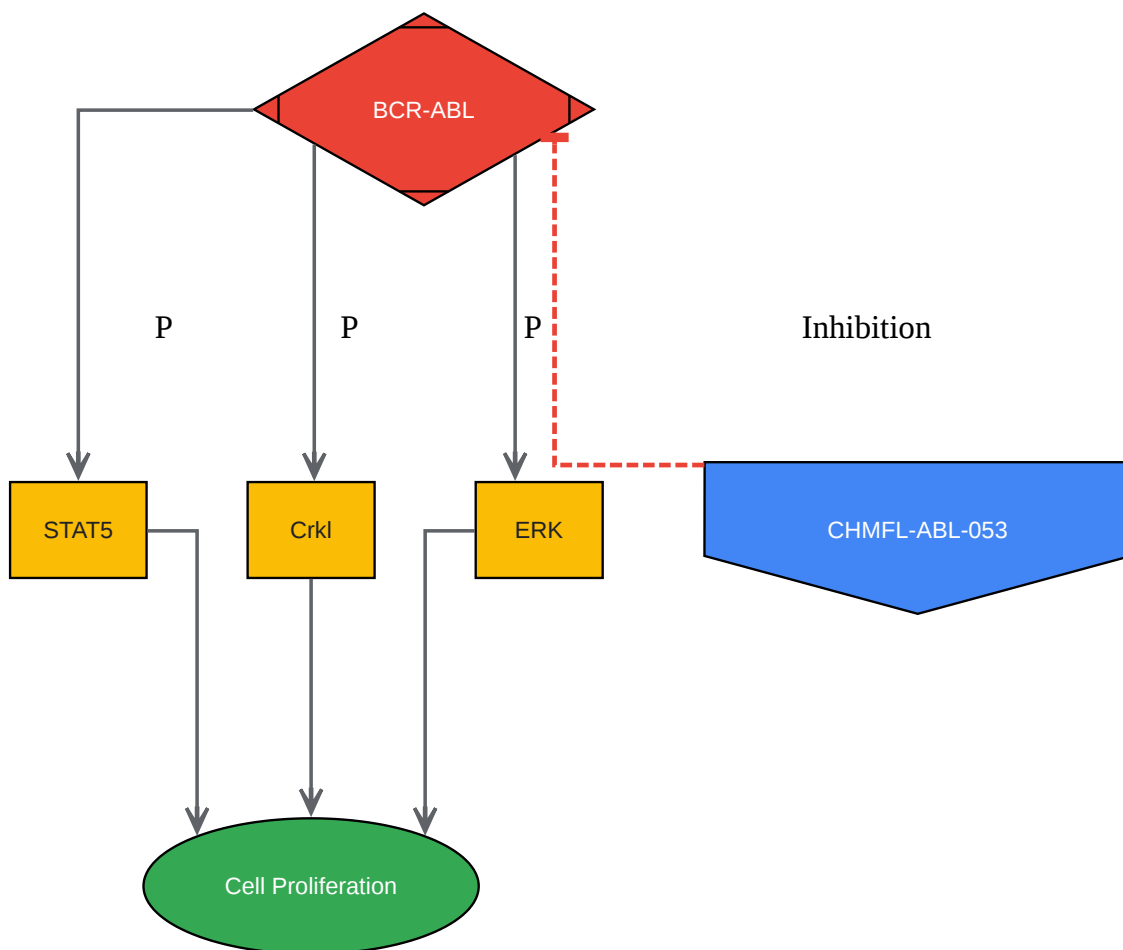 BCR-ABL
P
P
P
Inhibition
STAT5
Crkl
ERK
CHMFL-ABL-053
Cell Proliferation